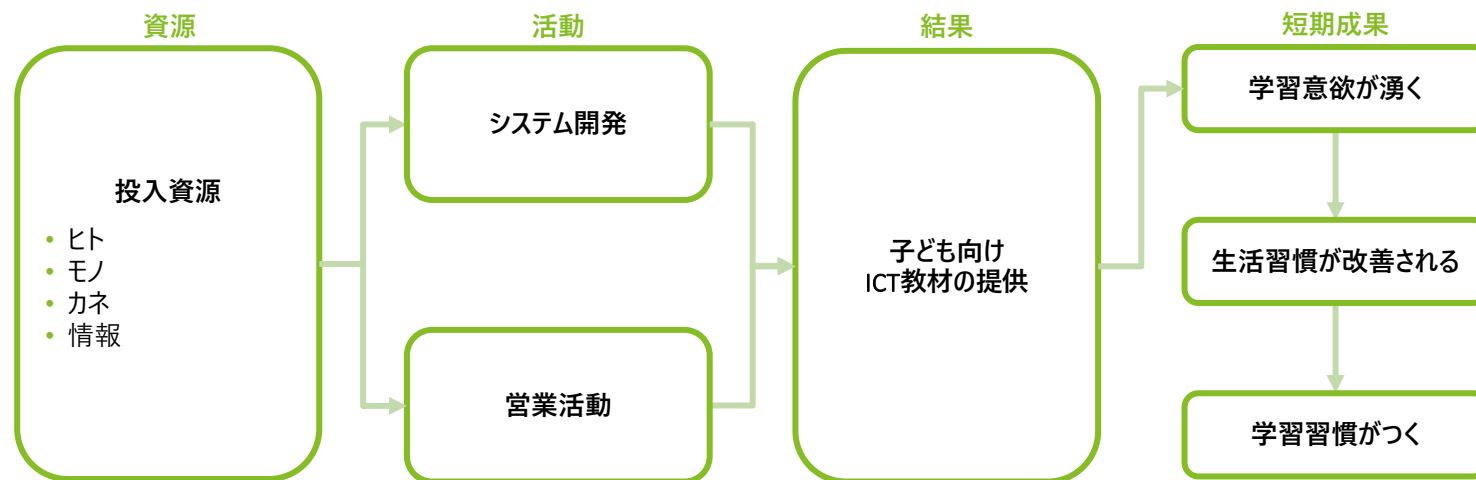 資源
投入資源
• ヒト
• モノ
• カネ
• 情報
活動
システム開発
営業活動
結果
子ども向け
ICT教材の提供
短期成果
学習意欲が湧く
生活習慣が改善される
学習習慣がつく